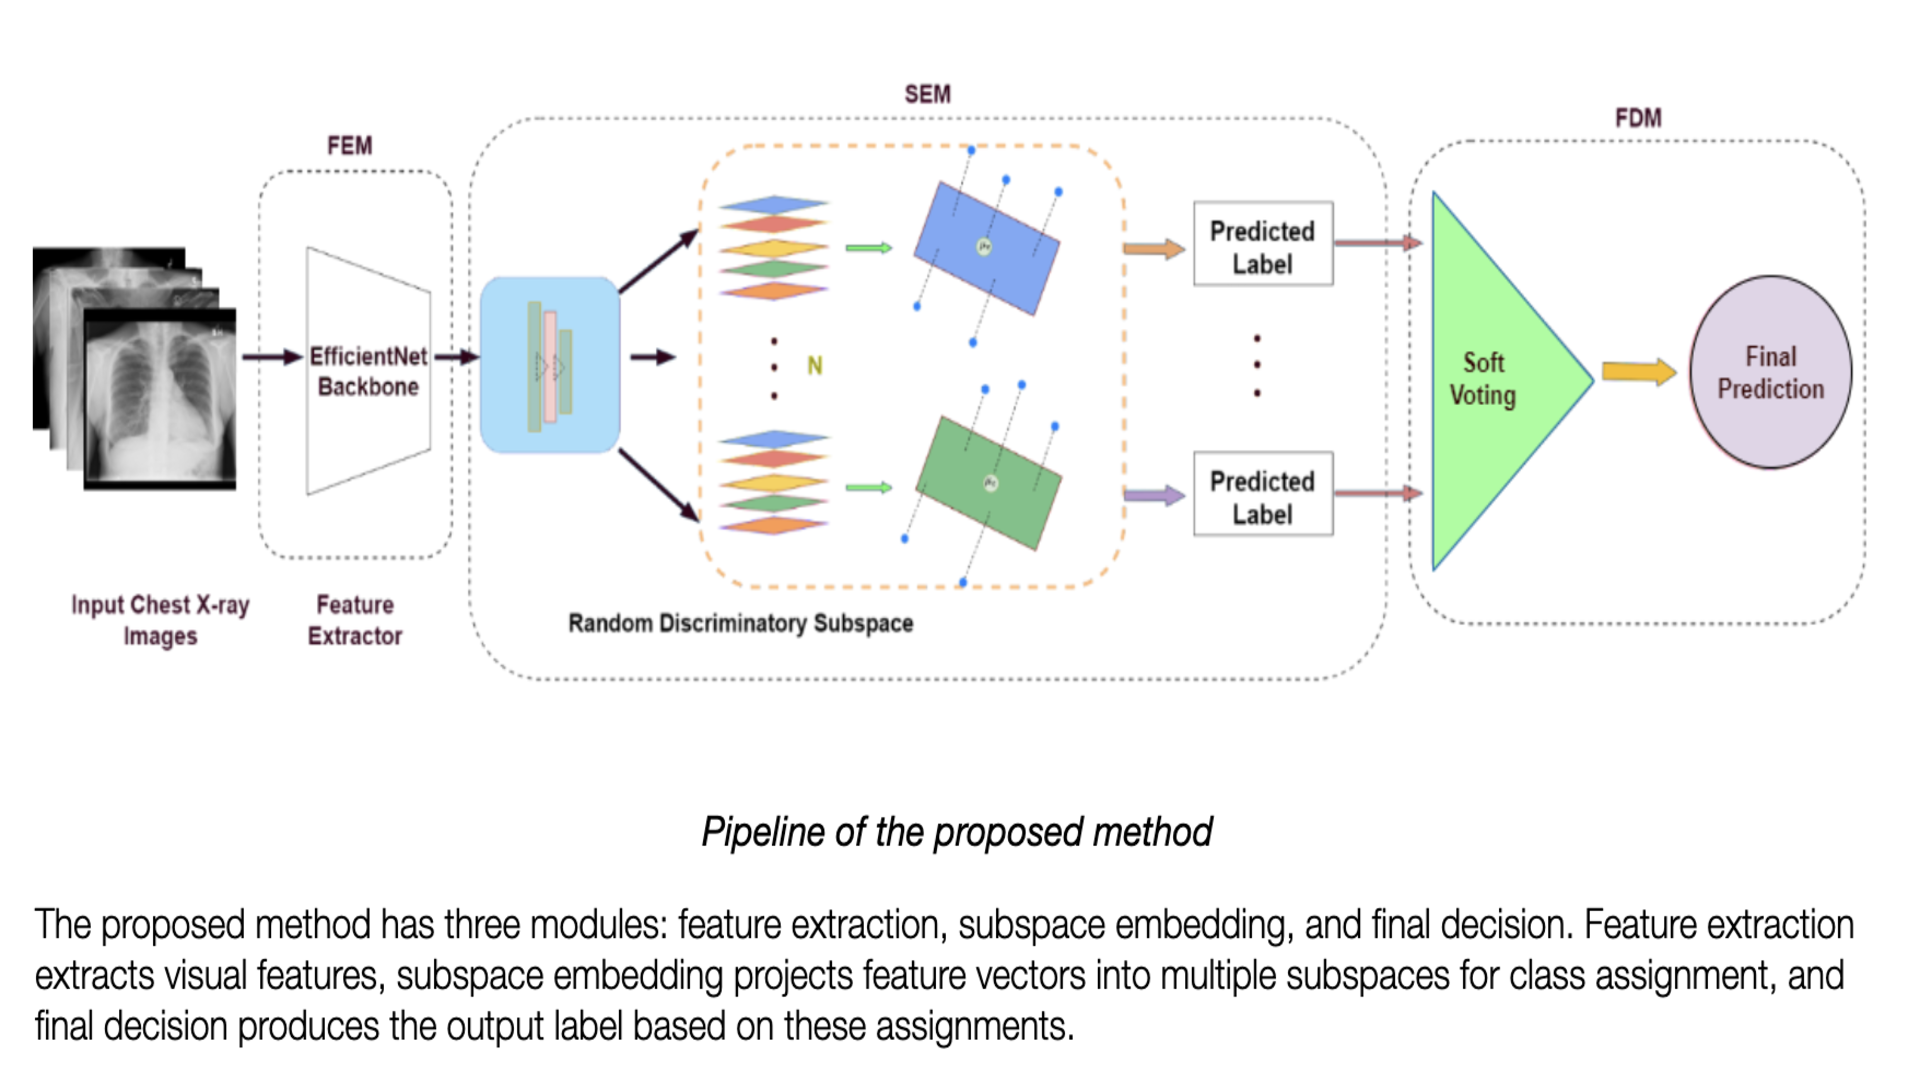 SEM
FDM
FEM
EfficientNet
Backbone
N
Predicted
Label
Predicted
Label
Soft
Voting
Final
Prediction
Input Chest X-ray
Images
Feature
Extractor
Random Discriminatory Subspace
Pipeline of the proposed method
The proposed method has three modules: feature extraction, subspace embedding, and final decision. Feature extraction
extracts visual features, subspace embedding projects feature vectors into multiple subspaces for class assignment, and
final decision produces the output label based on these assignments.